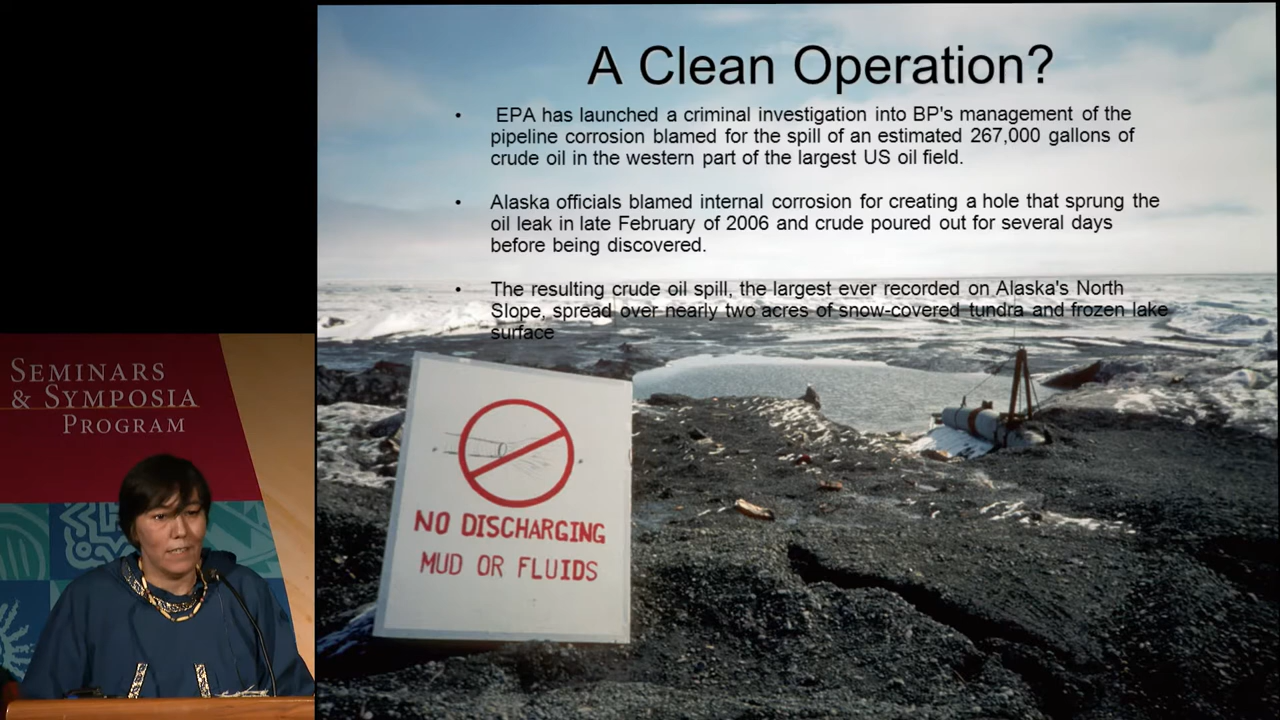 A Clean Operation?
• EPA has launched a criminal investigation into BP's management of the
pipeline corrosion blamed for the spill of an estimated 267,000 gallons of
crude oil in the western part of the largest US oil field.
• Alaska officials blamed internal corrosion for creating a hole that sprung the
oil leak in late February of 2006 and crude poured out for several days
before being discovered.
• The resulting crude oil spill, the largest ever recorded on Alaska's North
Slope, spread over nearly two acres of snow-covered tundra and frozen lake
surface
NO DISCHARGING
MUD OR FLUIDS
SEMINARS
& SYMPOSIA
PROGRAM